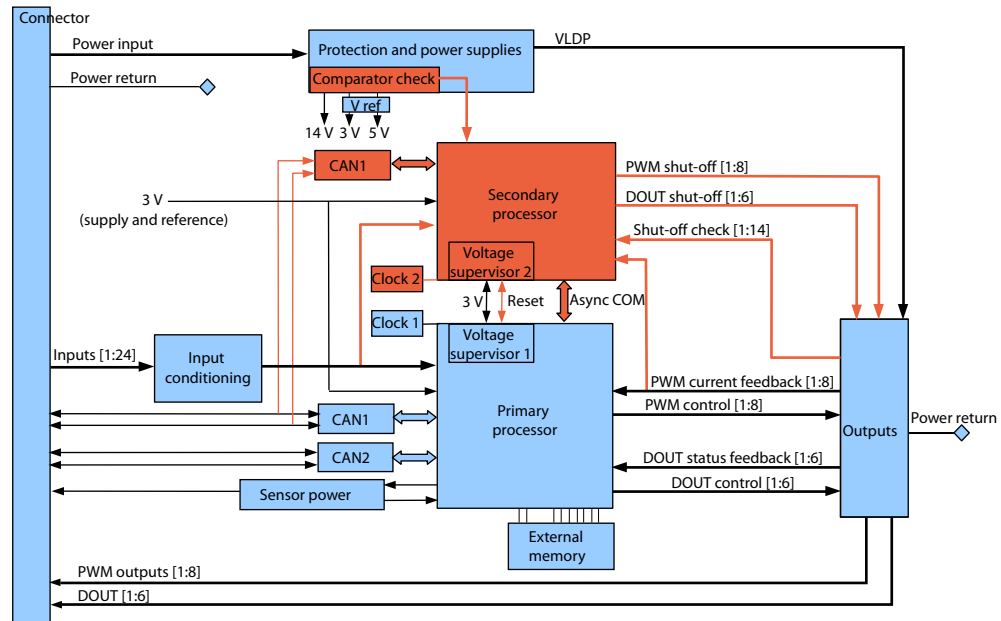 Connector
Power input
Protection and power supplies
VLDP
Power return
Comparator check
V ref
14 V
3 V
5 V
CAN1
Secondary
processor
PWM shut-off [1:8]
DOUT shut-off [1:6]
Shut-off check [1:14]
3 V
(supply and reference)
Voltage
supervisor 2
Clock 2
3 V
Reset
Async COM
Clock 1
Voltage
supervisor 1
Inputs [1:24]
Input
conditioning
PWM current feedback [1:8]
PWM control [1:8]
CAN1
Primary
processor
Outputs
Power return
CAN2
DOUT status feedback [1:6]
DOUT control [1:6]
Sensor power
External
memory
PWM outputs [1:8]
DOUT [1:6]